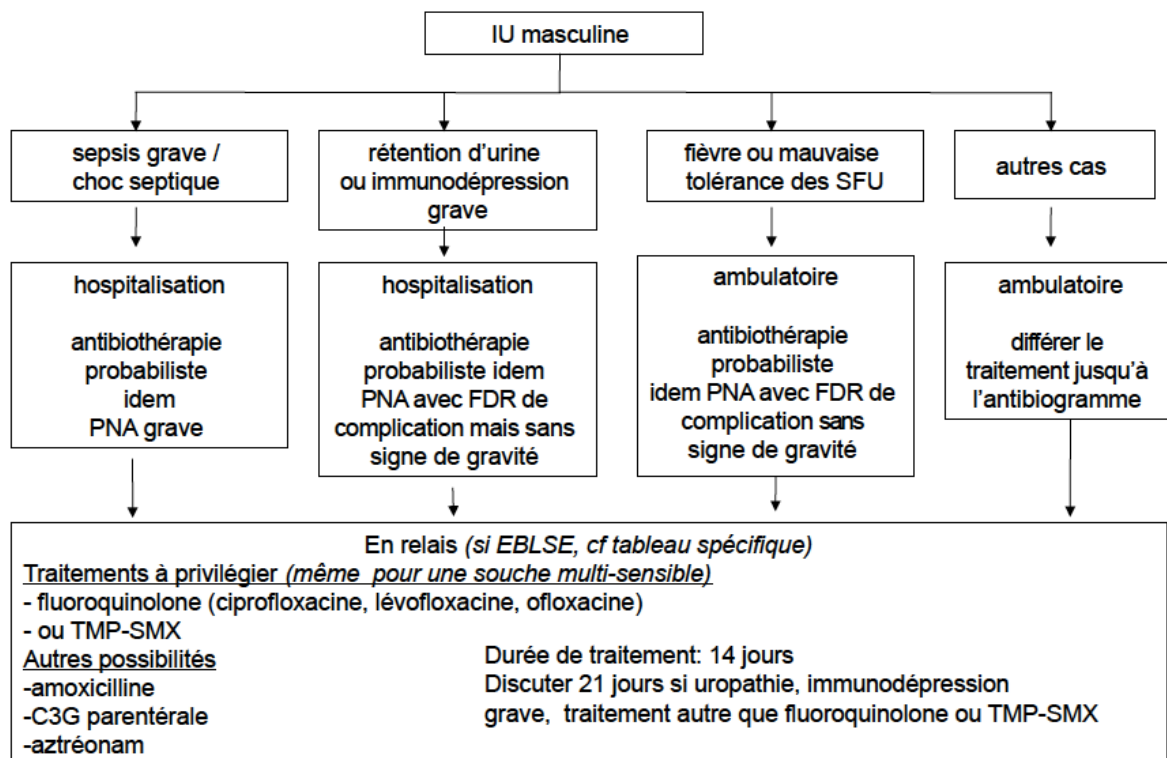 IU masculine
sepsis grave /
choc septique
rétention d'urine
ou immunodépression
grave
fièvre ou mauvaise
tolérance des SFU
autres cas
hospitalisation
antibiothérapie
probabiliste
idem
PNA grave
hospitalisation
antibiothérapie
probabiliste idem
PNA avec FDR de
complication mais sans
signe de gravité
ambulatoire
antibiothérapie
probabiliste
idem PNA avec FDR de
complication sans
signe de gravité
ambulatoire
différer le
traitement jusqu'à
l'antibiogramme
En relais (si EBLSE, cf tableau spécifique)
Traitements à privilégier (même pour une souche multi-sensible)
- fluoroquinolone (ciprofloxacine, lévofloxacine, ofloxacine)
- ou TMP-SMX
Autres possibilités
-amoxicilline
-C3G parentérale
-aztréonam
Durée de traitement: 14 jours
Discuter 21 jours si uropathie, immunodépression
grave, traitement autre que fluoroquinolone ou TMP-SMX